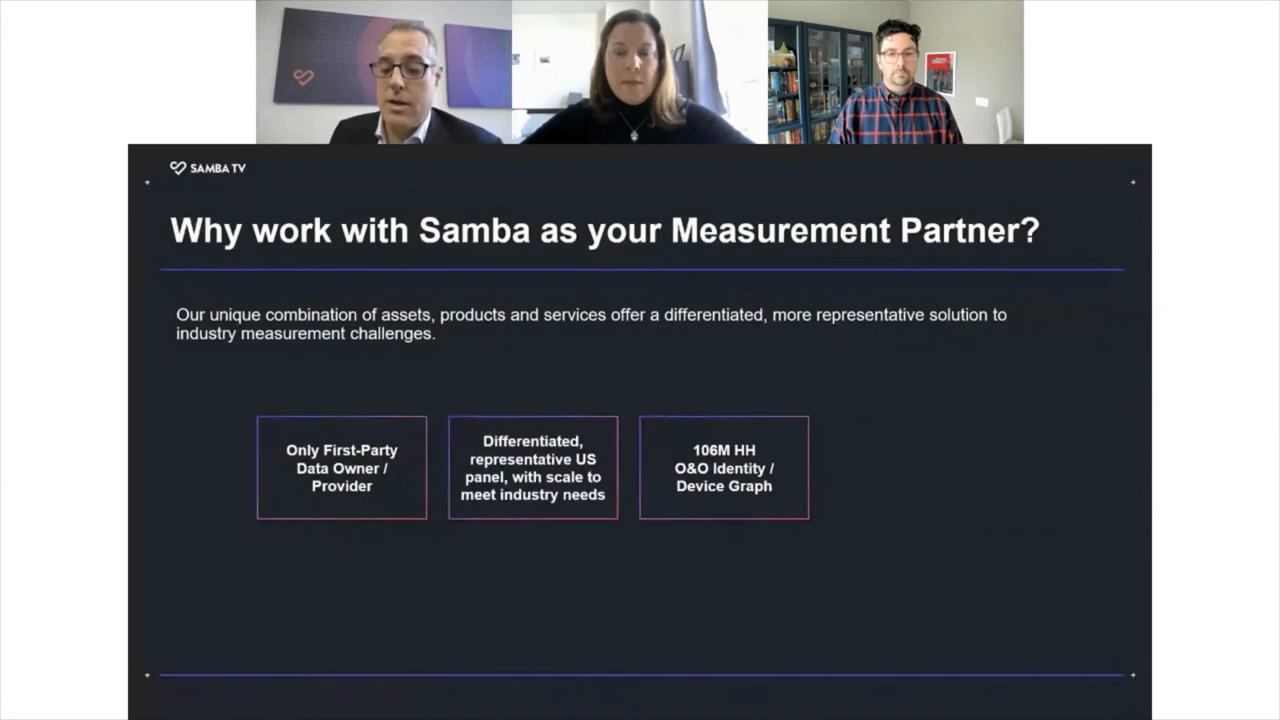 SAMBA TV
Why work with Samba as your Measurement Partner?
Our unique combination of assets, products and services offer a differentiated, more representative solution to
industry measurement challenges.
Only First-Party
Data Owner /
Provider
Differentiated,
representative US
panel, with scale to
meet industry needs
106M HH
O&O Identity /
Device Graph